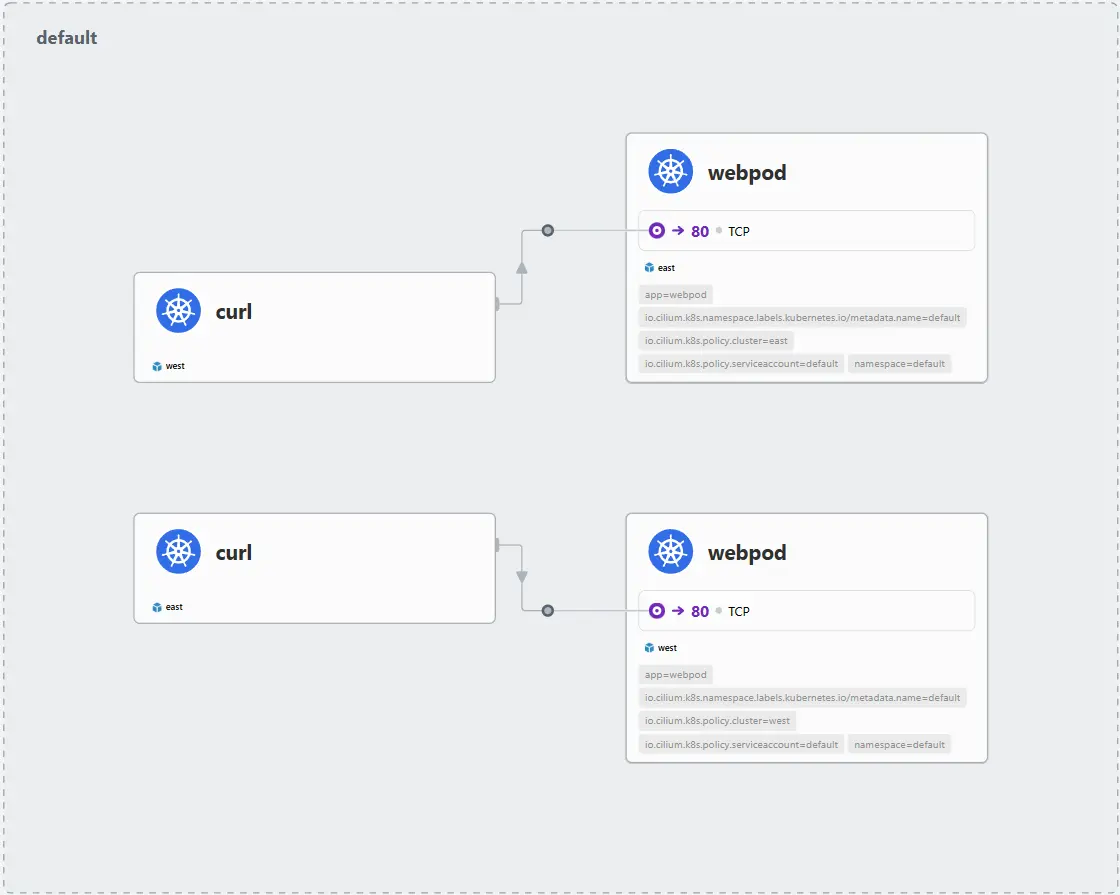 default
webpod
80 TCP
east
app=webpod
io.cilium.k8s.namespace.labels.kubernetes.io/metadata.name=default
io.cilium.k8s.policy.cluster=east
io.cilium.k8s.policy.serviceaccount=default namespace=default
curl
west
curl
east
webpod
80 TCP
west
app=webpod
io.cilium.k8s.namespace.labels.kubernetes.io/metadata.name=default
io.cilium.k8s.policy.cluster=west
io.cilium.k8s.policy.serviceaccount=default namespace=default